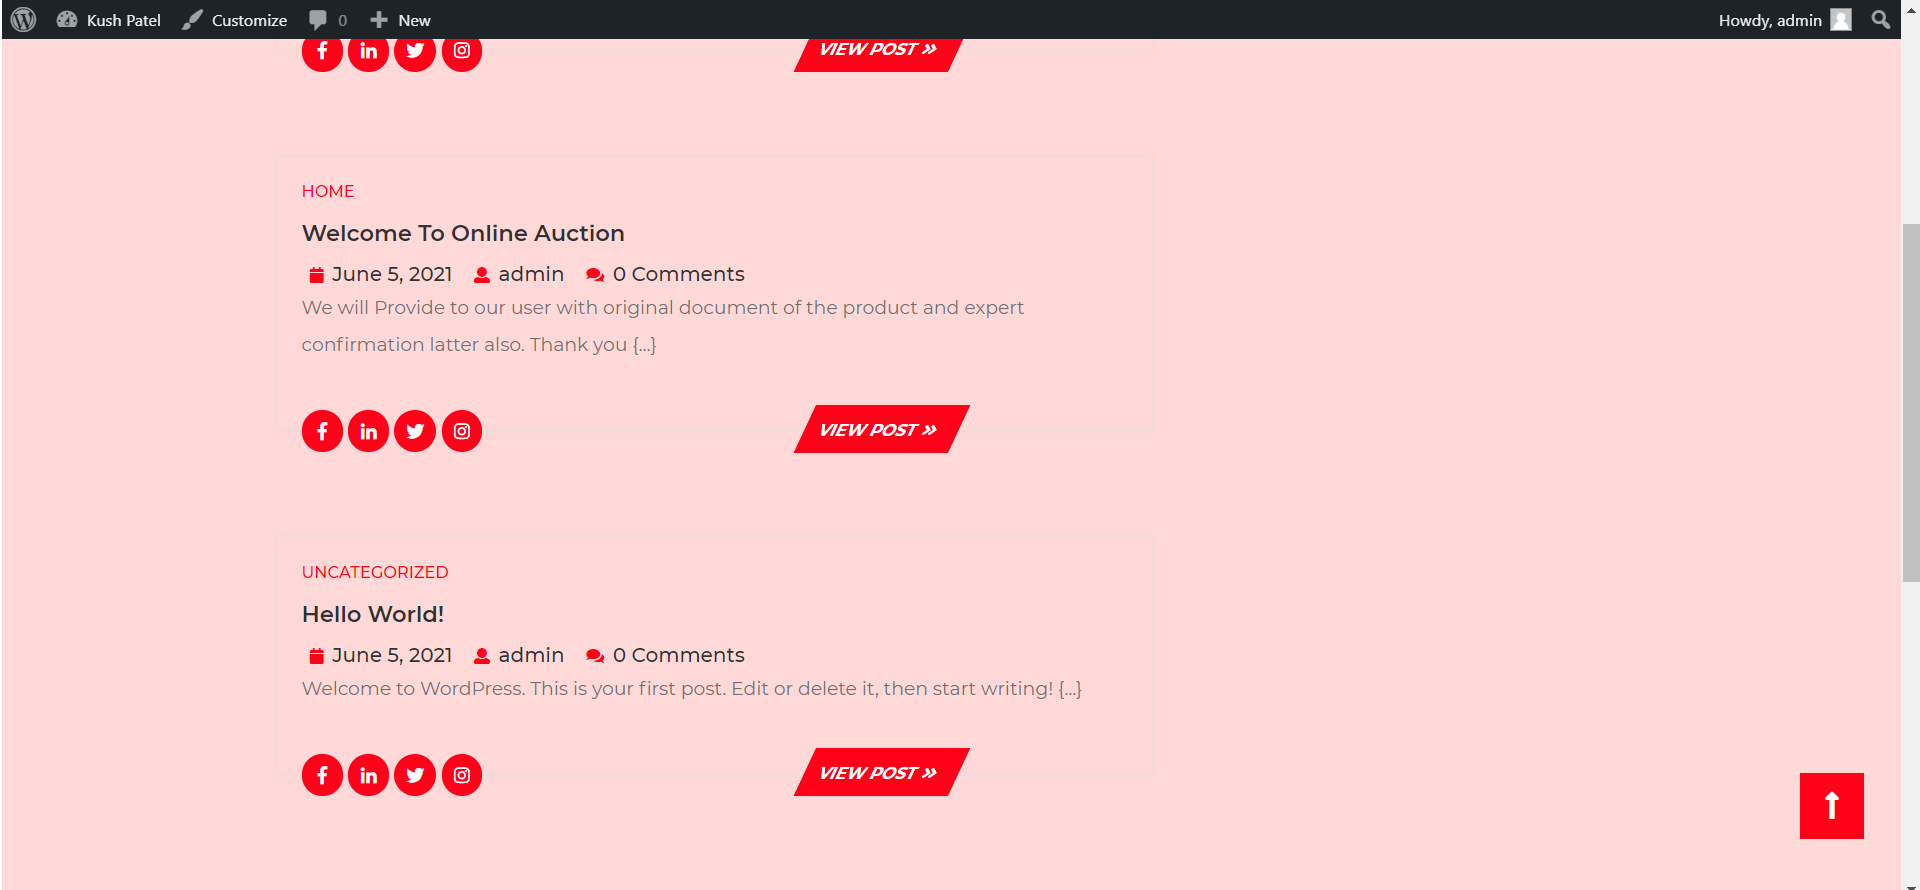 Kush Patel Customize 0 New Howdy, admin
VIEW POST »
HOME
Welcome To Online Auction
June 5, 2021 admin 0 Comments
We will Provide to our user with original document of the product and expert
confirmation latter also. Thank you {...}
VIEW POST »
UNCATEGORIZED
Hello World!
June 5, 2021 admin 0 Comments
Welcome to WordPress. This is your first post. Edit or delete it, then start writing! {...}
VIEW POST »